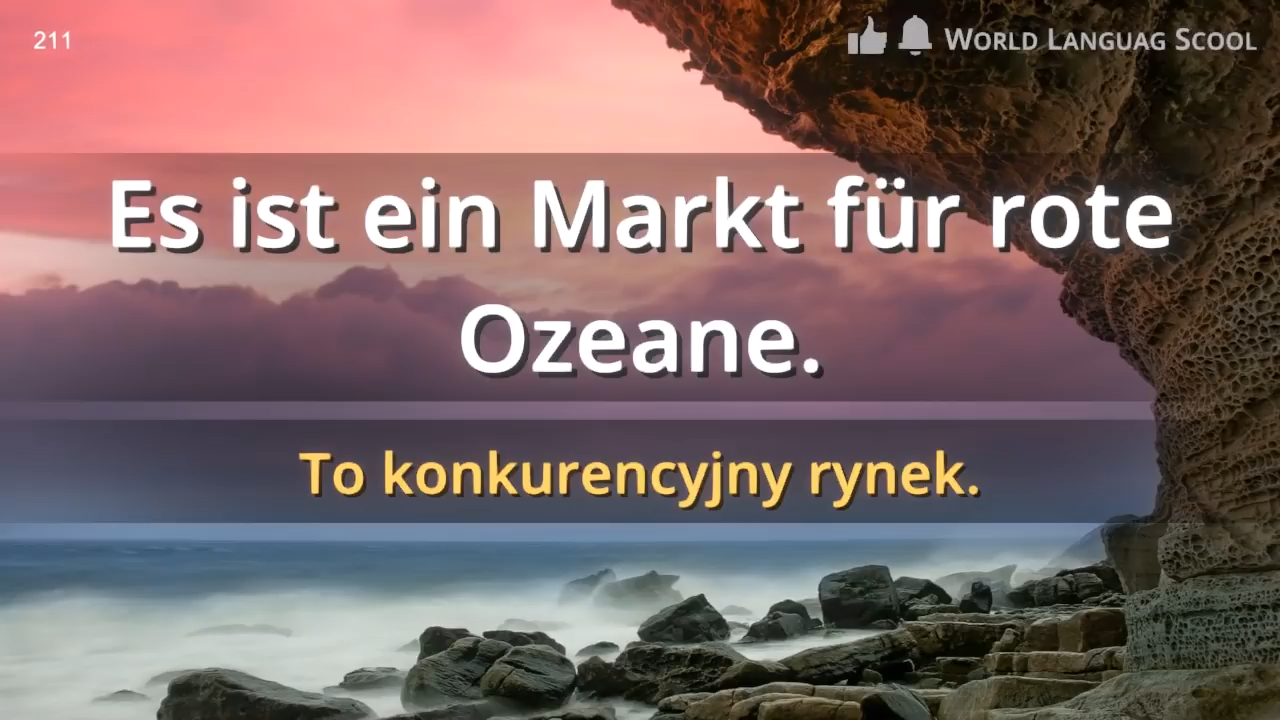 211
World Languag Scool
Es ist ein Markt für rote
Ozeane.
To konkurencyjny rynek.